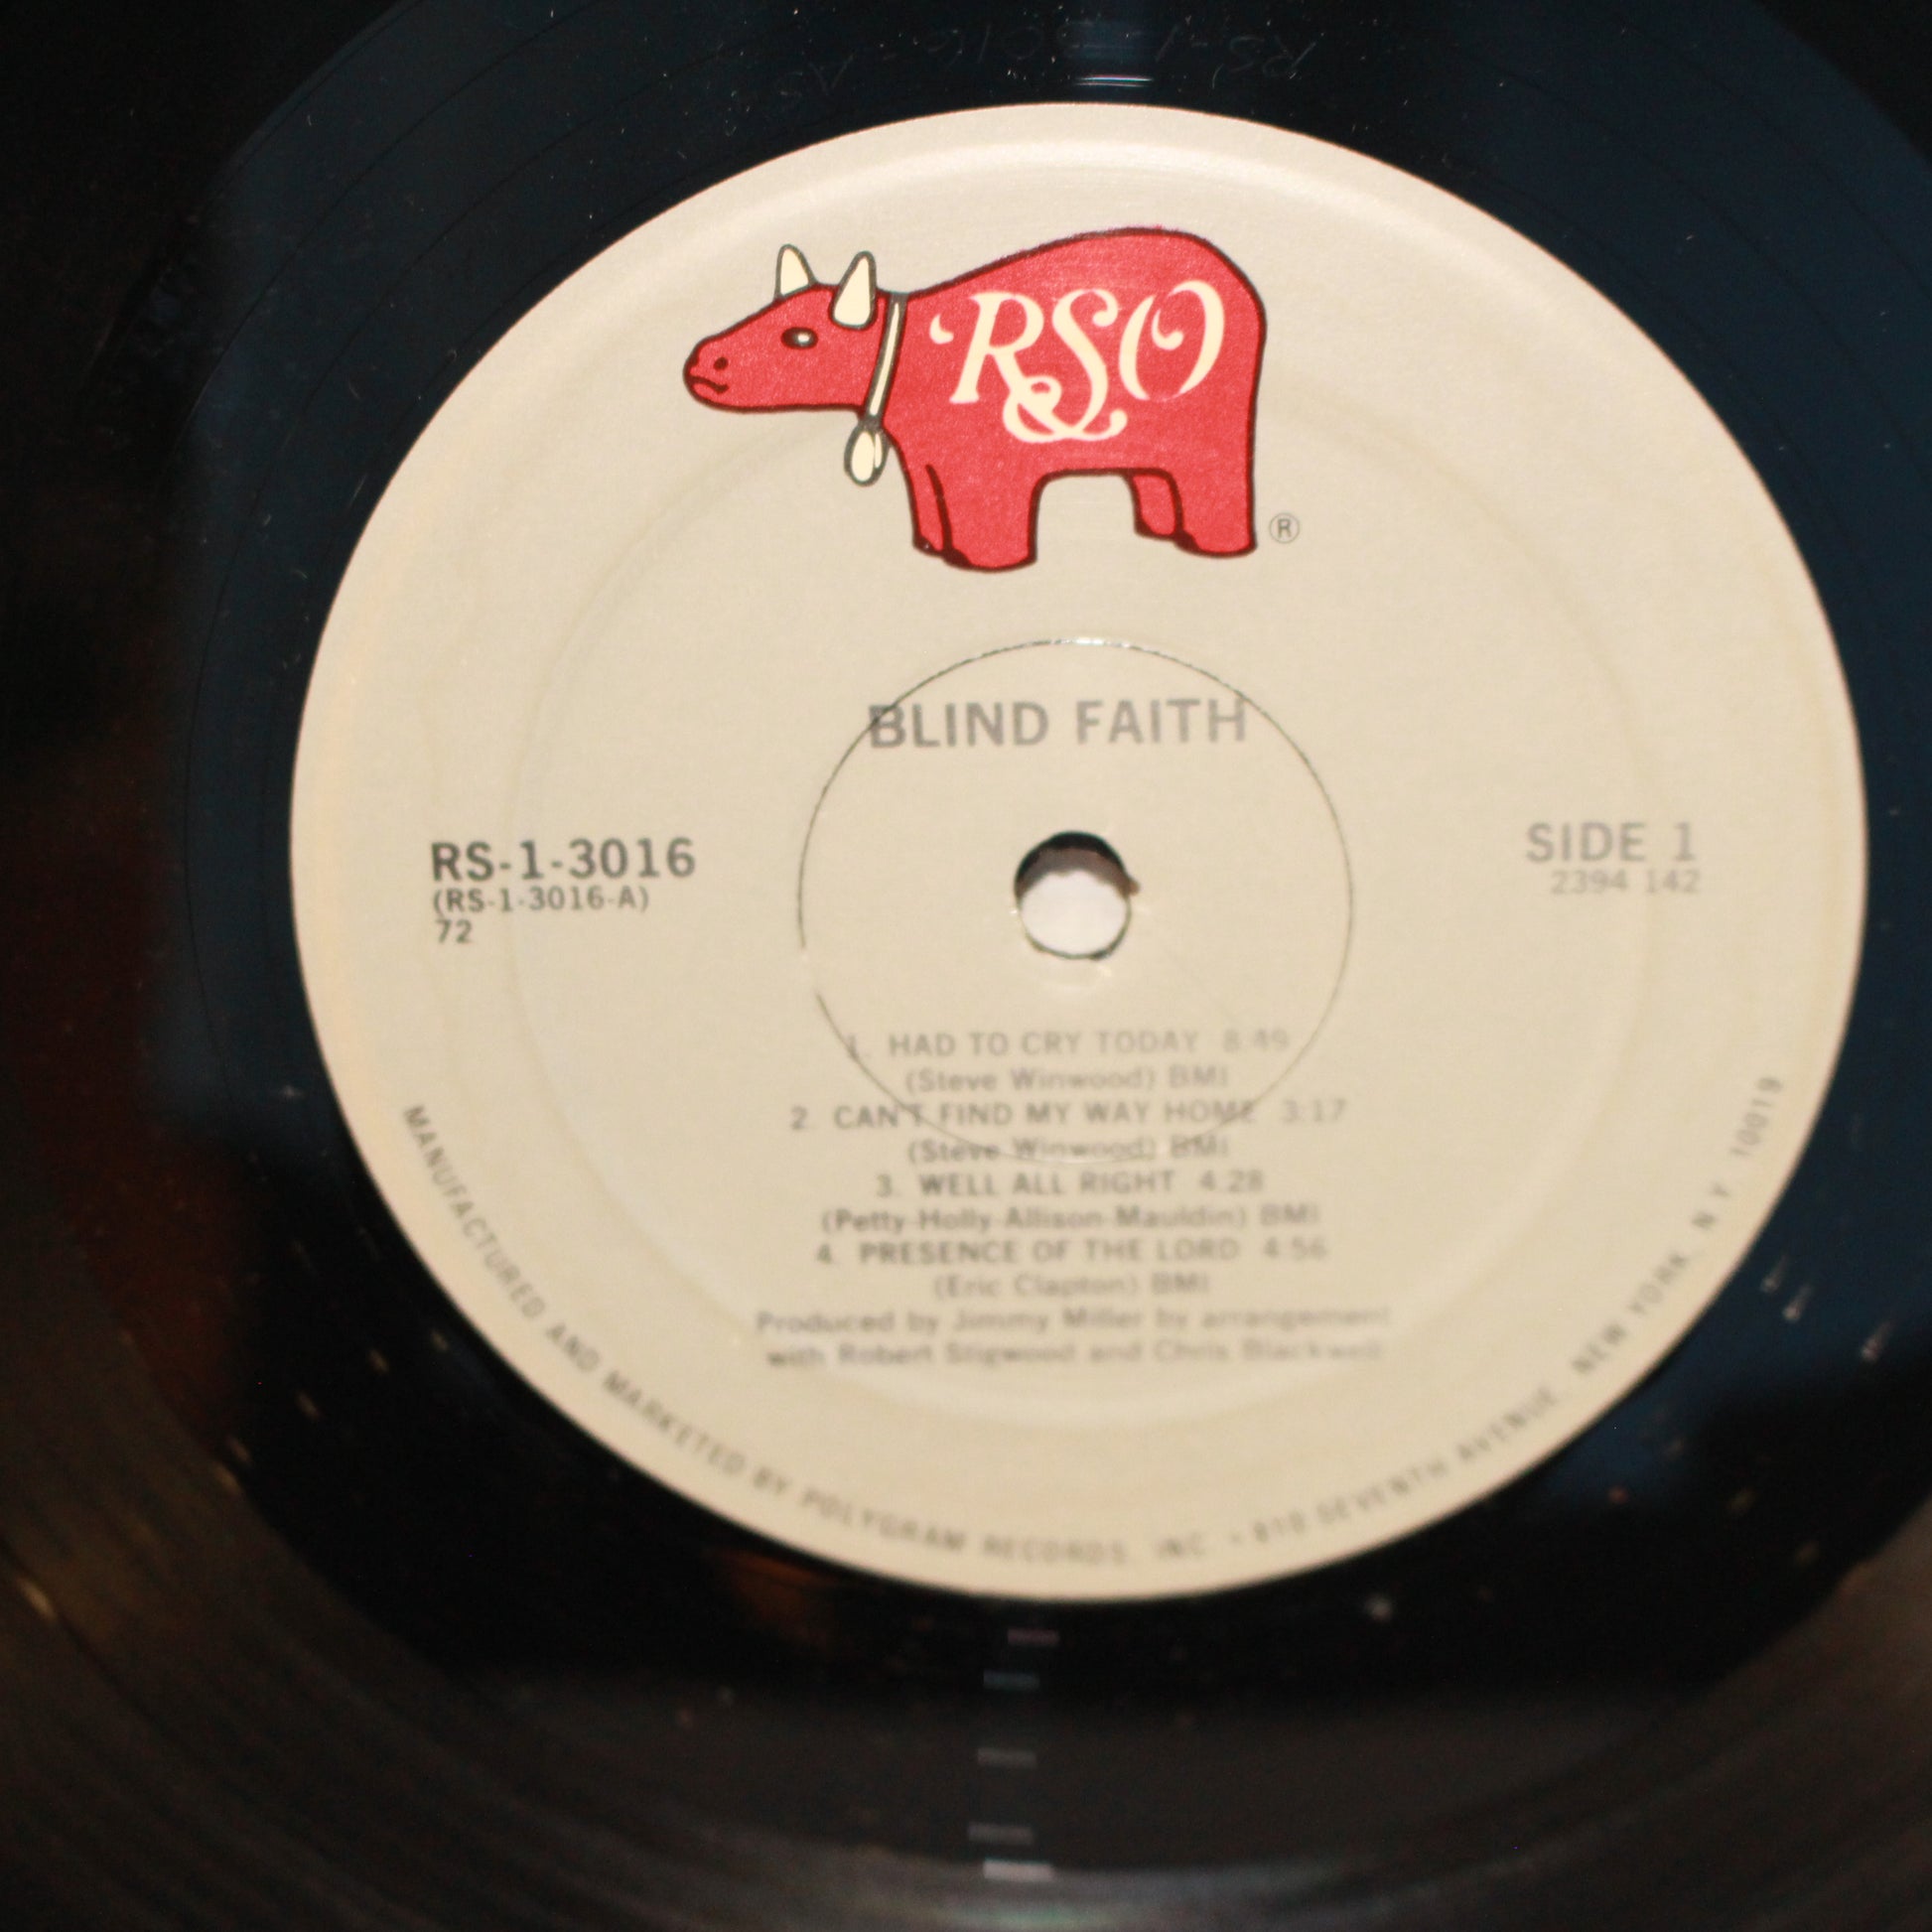 RS-1-3016-AS
RSO
®
BLIND FAITH
RS-1-3016
(RS-1-3016-A)
72
SIDE 1
2394 142
1. HAD TO CRY TODAY 8:49
(Steve Winwood) BMI
2. CAN'T FIND MY WAY HOME 3:17
(Steve Winwood) BMI
3. WELL ALL RIGHT 4:28
(Petty-Holly-Allison-Mauldin) BMI
4. PRESENCE OF THE LORD 4:56
(Eric Clapton) BMI
Produced by Jimmy Miller by arrangement
with Robert Stigwood and Chris Blackwell
MANUFACTURED AND MARKETED BY POLYGRAM RECORDS, INC. • 810 SEVENTH AVENUE, NEW YORK, N.Y. 10019